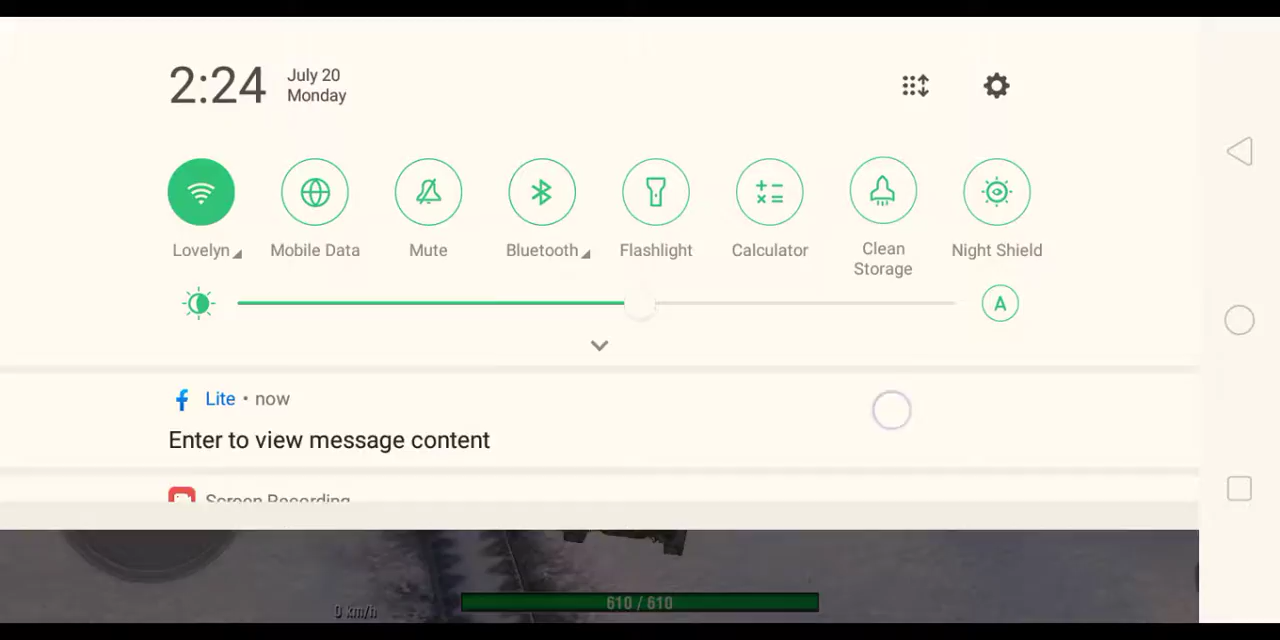 2:24
July 20
Monday
Lovelyn
Mobile Data
Mute
Bluetooth
Flashlight
Calculator
Clean
Storage
Night Shield
A
Lite • now
Enter to view message content
Screen Recording
0 km/h
610 / 610